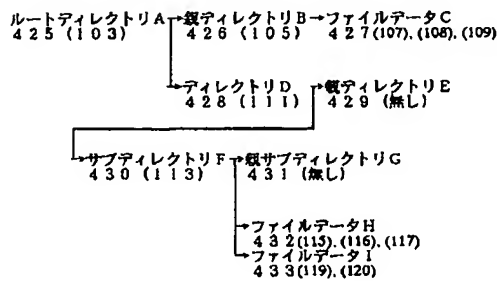 ルートディレクトリA→親ディレクトリB→ファイルデータC
425(103) 426(105) 427(107),(108),(109)
ディレクトリD 親ディレクトリE
428(111) 429(無し)
サブディレクトリF 親サブディレクトリG
430(113) 431(無し)
ファイルデータH
432(115),(116),(117)
ファイルデータI
433(119),(120)